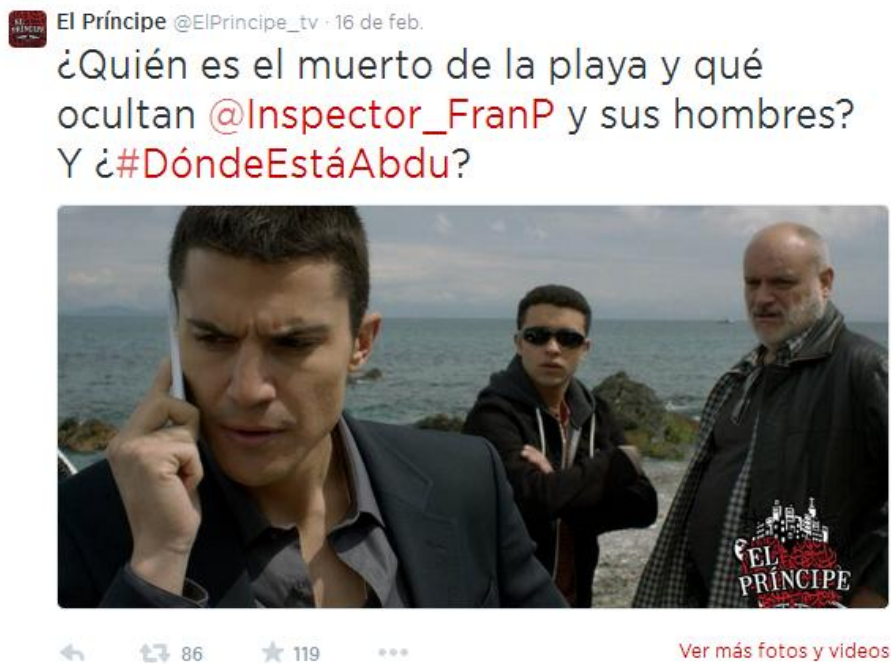 El Príncipe @ElPrincipe_tv · 16 de feb.
¿Quién es el muerto de la playa y qué
ocultan @Inspector_FranP y sus hombres?
Y ¿#DóndeEstáAbdu?
EL
PRÍNCIPE
86 119
Ver más fotos y videos